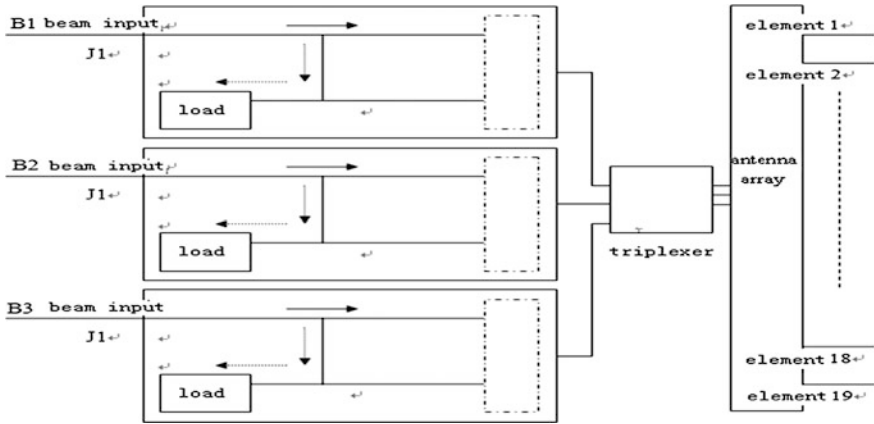 B1 beam input
J1
load
B2 beam input
J1
load
B3 beam input
J1
load
triplexer
antenna
array
element 1
element 2
element 18
element 19